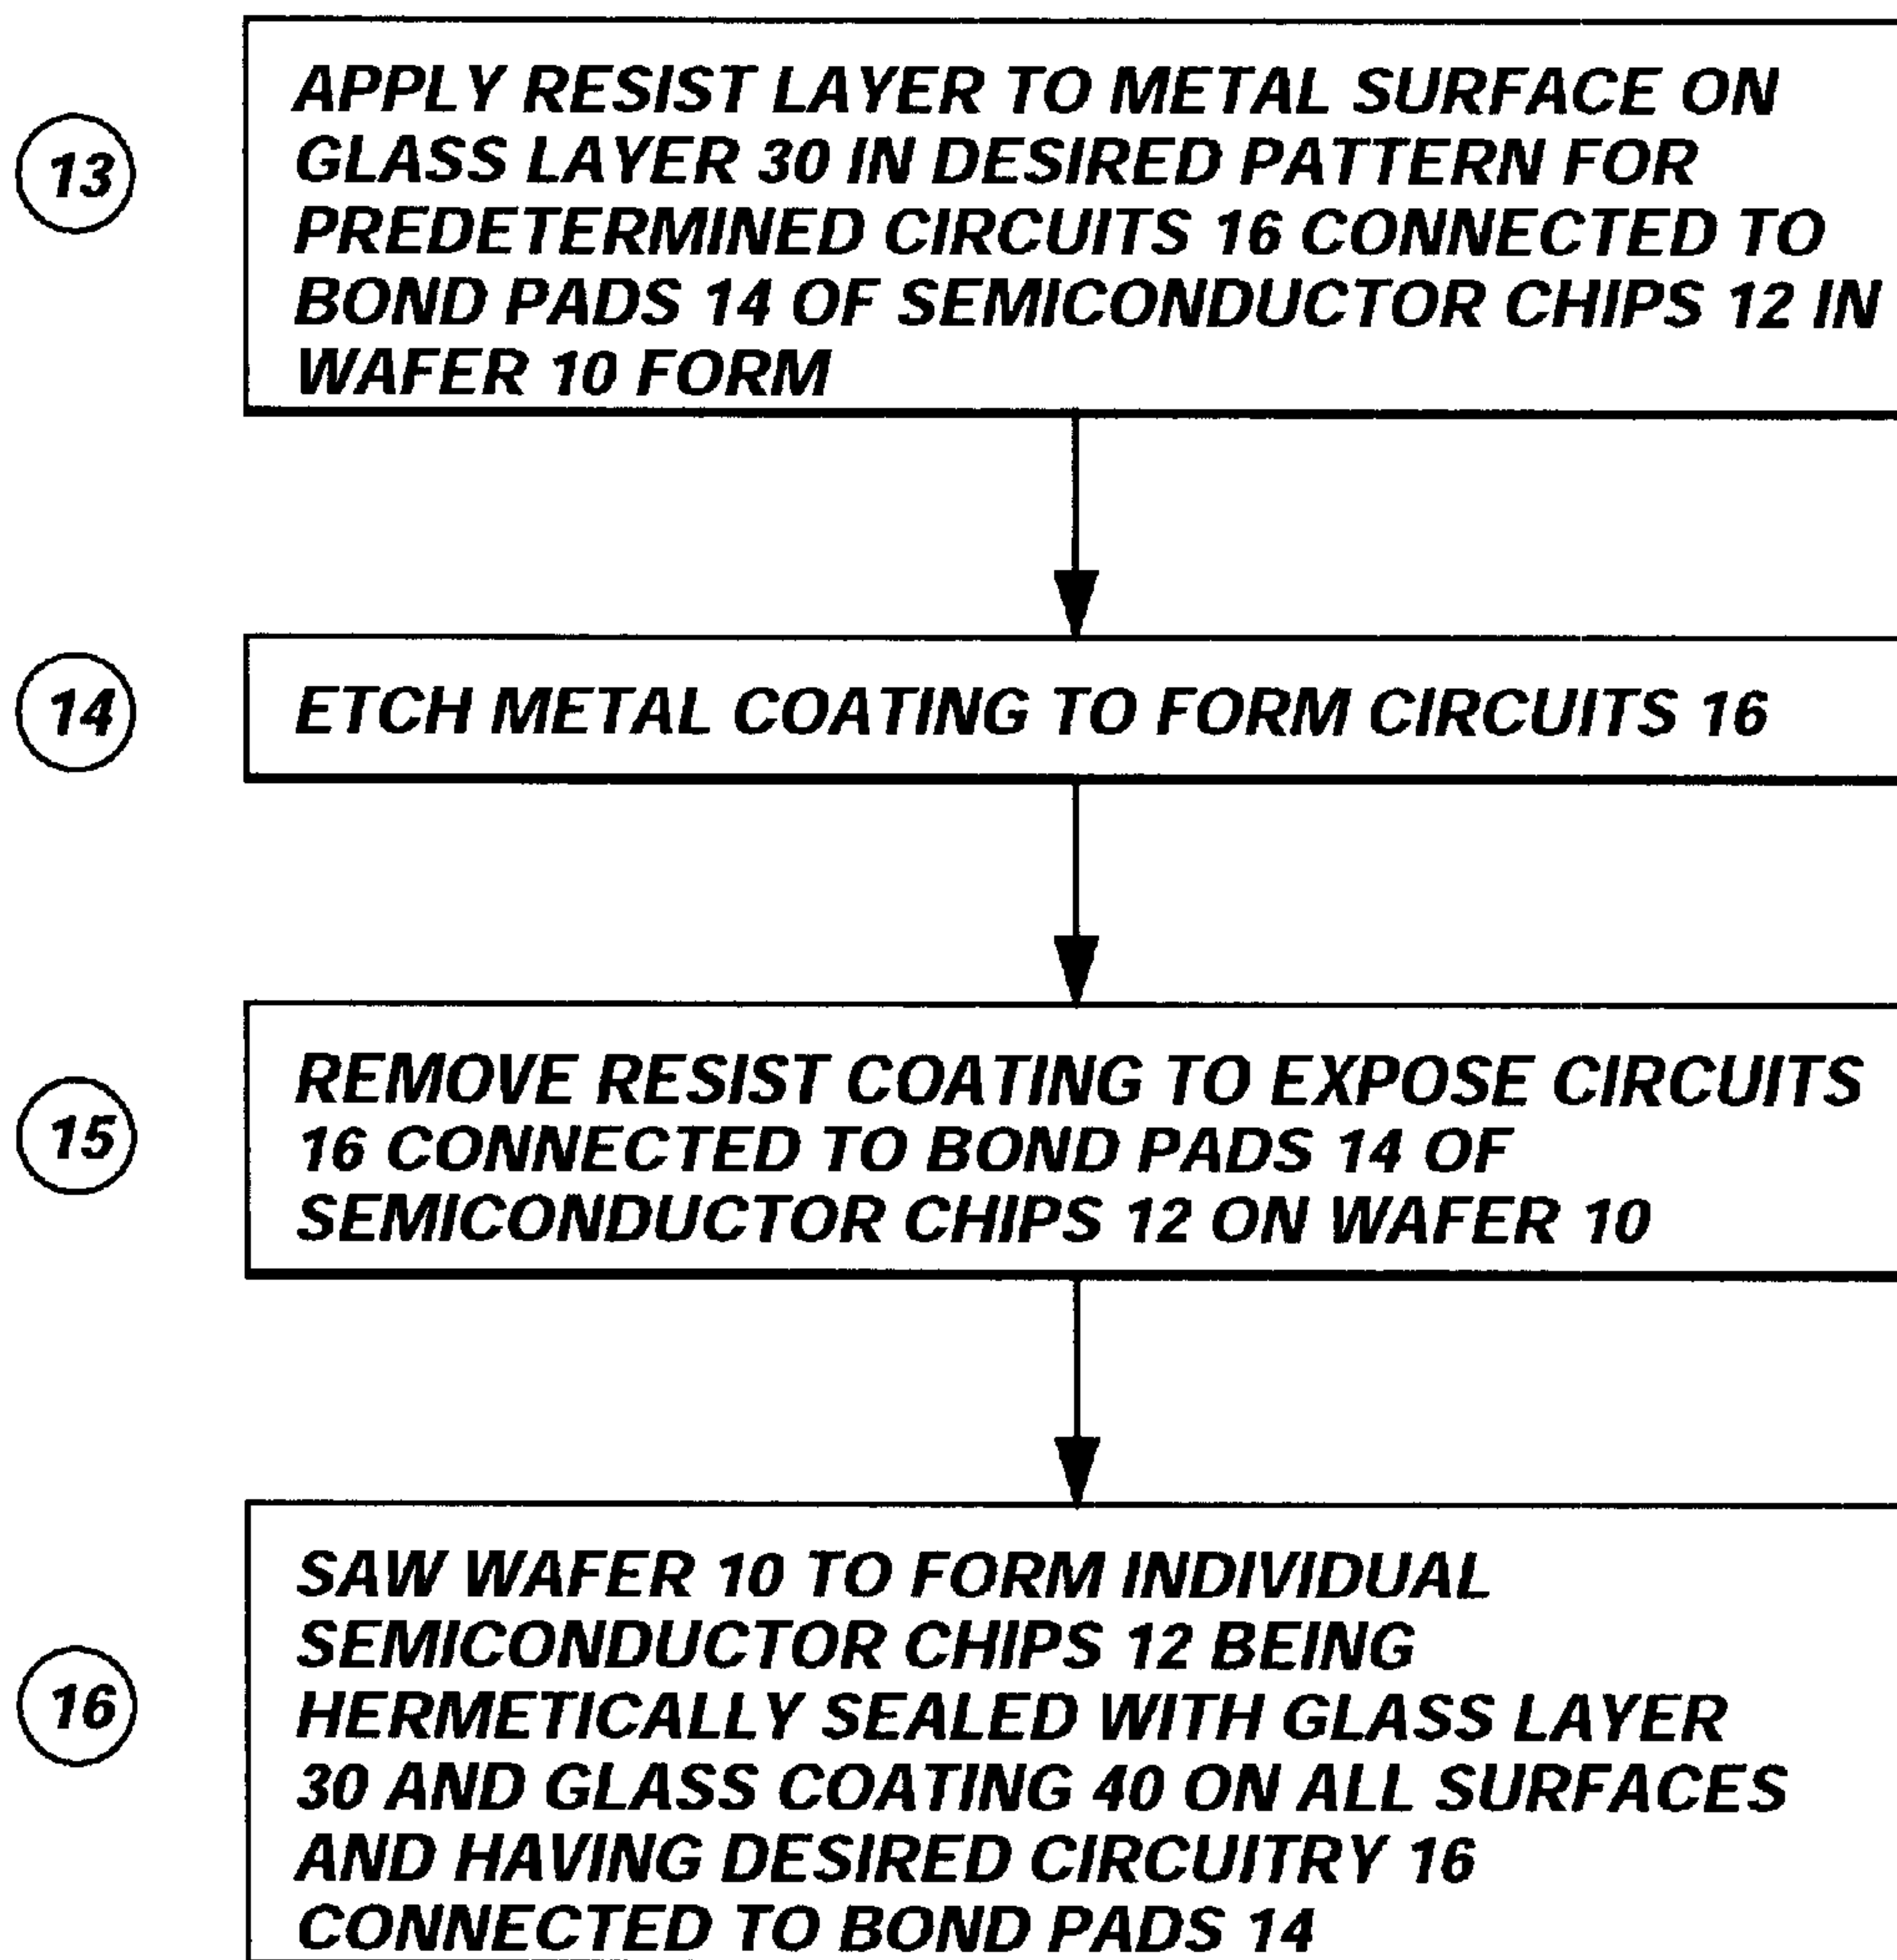 13
APPLY RESIST LAYER TO METAL SURFACE ON
GLASS LAYER 30 IN DESIRED PATTERN FOR
PREDETERMINED CIRCUITS 16 CONNECTED TO
BOND PADS 14 OF SEMICONDUCTOR CHIPS 12 IN
WAFER 10 FORM
14
ETCH METAL COATING TO FORM CIRCUITS 16
15
REMOVE RESIST COATING TO EXPOSE CIRCUITS
16 CONNECTED TO BOND PADS 14 OF
SEMICONDUCTOR CHIPS 12 ON WAFER 10
16
SAW WAFER 10 TO FORM INDIVIDUAL
SEMICONDUCTOR CHIPS 12 BEING
HERMETICALLY SEALED WITH GLASS LAYER
30 AND GLASS COATING 40 ON ALL SURFACES
AND HAVING DESIRED CIRCUITRY 16
CONNECTED TO BOND PADS 14